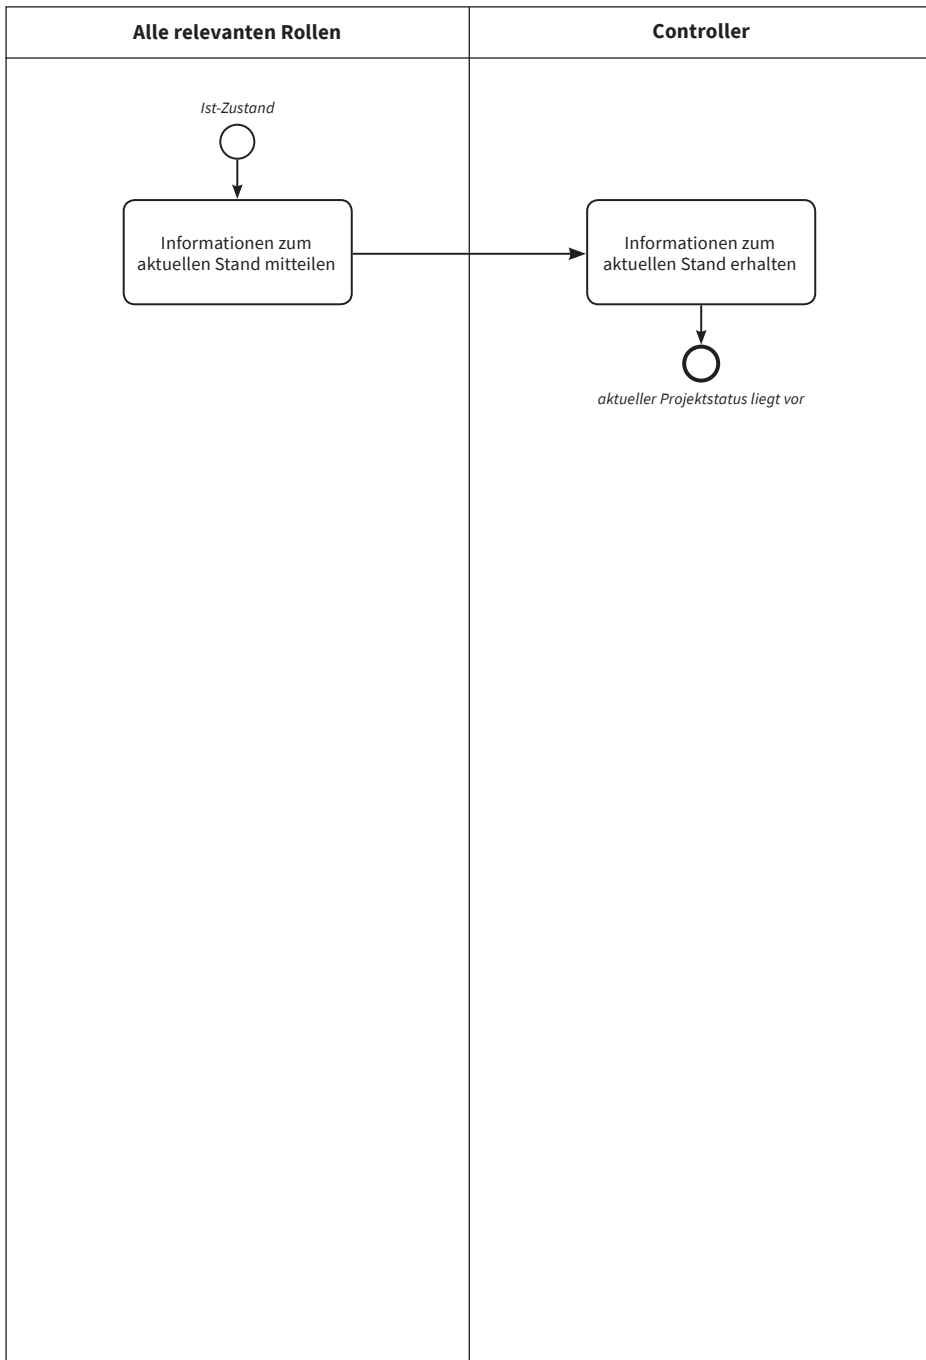 Alle relevanten Rollen
Controller
Ist-Zustand
Informationen zum
aktuellen Stand mitteilen
Informationen zum
aktuellen Stand erhalten
aktueller Projektstatus liegt vor